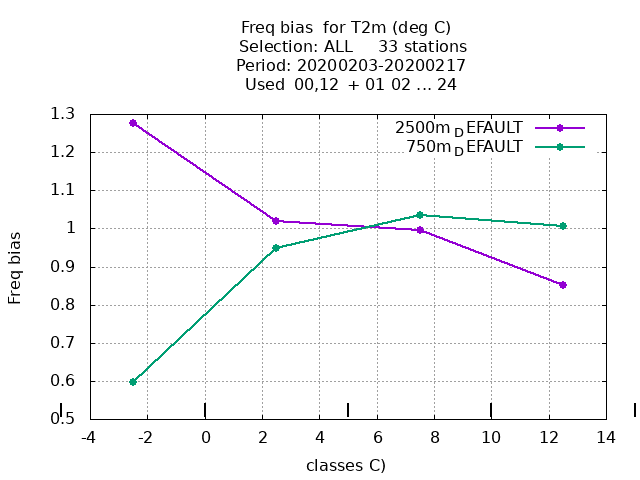 Freq bias  for T2m (deg C)
Selection: ALL     33 stations
Period: 20200203-20200217
Used  00,12  + 01 02 ... 24
1.3
1.2
1.1
1
0.9
0.8
0.7
0.6
0.5
Freq bias
2500m_DEFAULT
750m_DEFAULT
-4 -2 0 2 4 6 8 10 12 14
classes C)